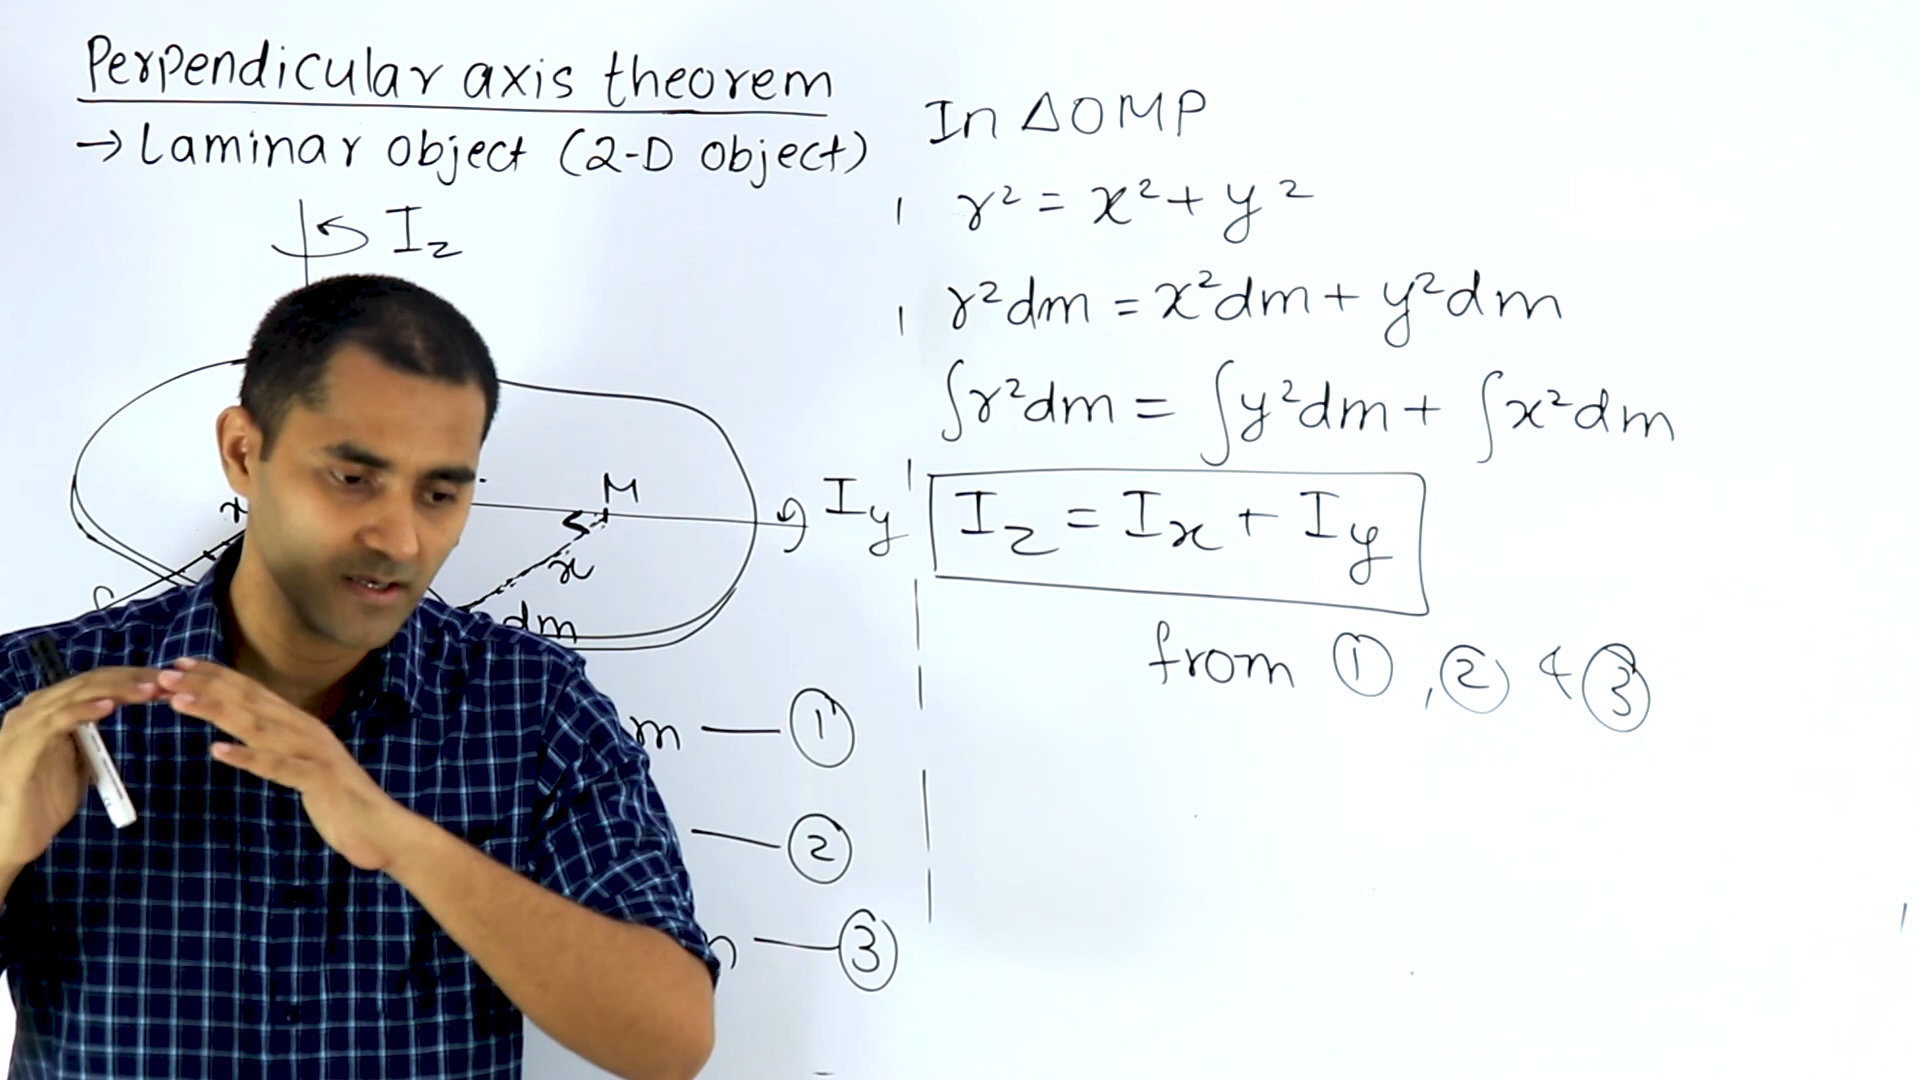 Perpendicular axis theorem
→ Laminar object (2-D object)
I_z
M
I_y
x
dm
m — ①
— ②
— ③
In △OMP
r² = x² + y²
r²dm = x²dm + y²dm
∫r²dm = ∫y²dm + ∫x²dm
I_z = I_x + I_y
from ①, ② & ③